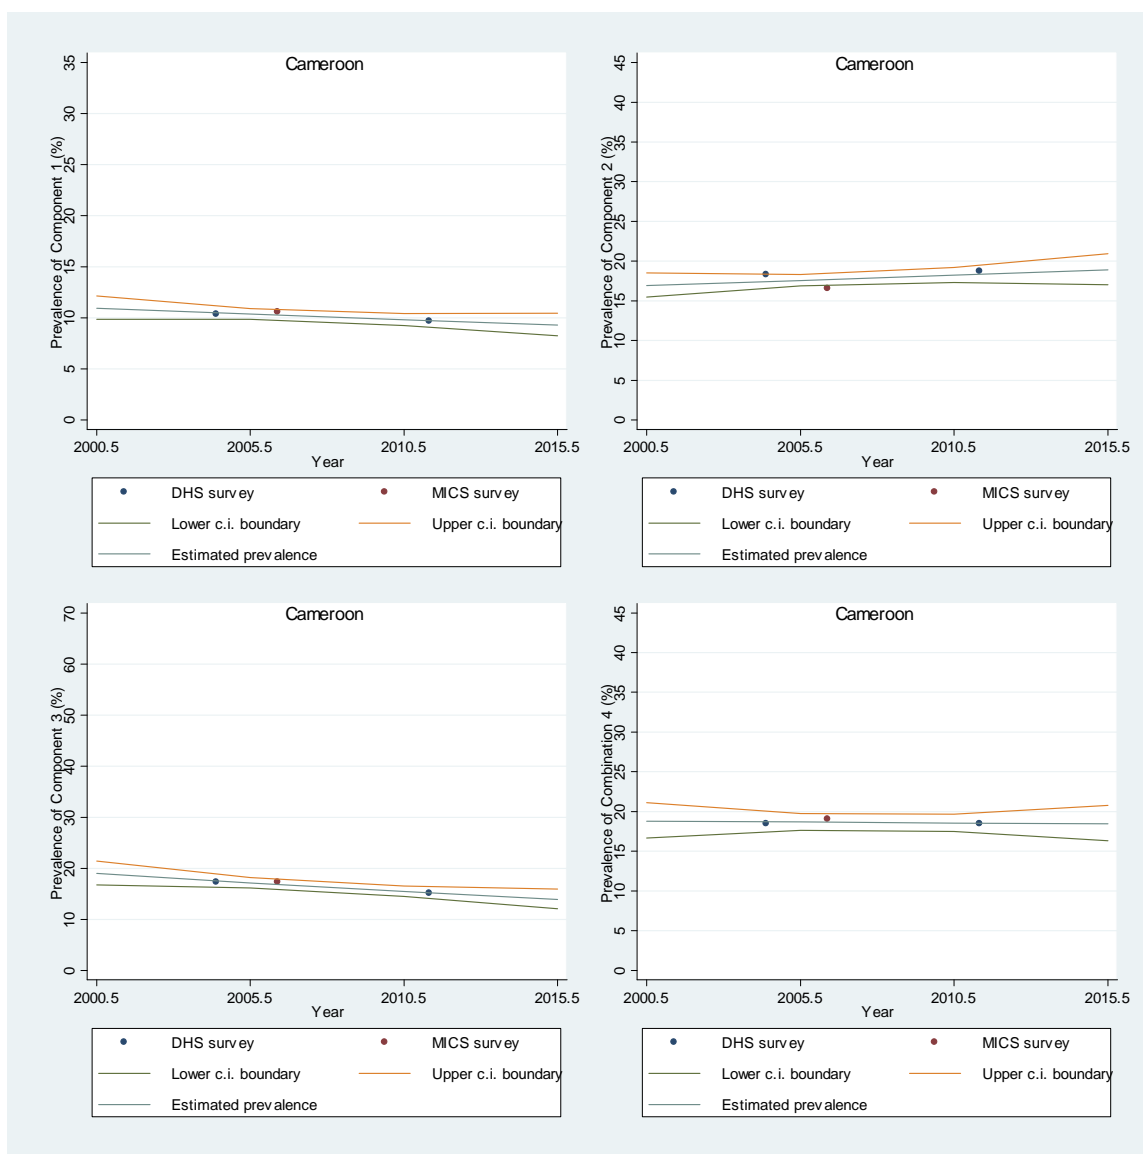 Cameroon
Prevalence of Component 1 (%)
35
30
25
20
15
10
5
0
2000.5 2005.5 2010.5 2015.5
Year
DHS survey MICS survey
Lower c.i. boundary Upper c.i. boundary
Estimated prevalence
Cameroon
Prevalence of Component 2 (%)
45
40
35
30
25
20
15
10
5
0
2000.5 2005.5 2010.5 2015.5
Year
DHS survey MICS survey
Lower c.i. boundary Upper c.i. boundary
Estimated prevalence
Cameroon
Prevalence of Component 3 (%)
70
60
50
40
30
20
10
0
2000.5 2005.5 2010.5 2015.5
Year
DHS survey MICS survey
Lower c.i. boundary Upper c.i. boundary
Estimated prevalence
Cameroon
Prevalence of Combination 4 (%)
45
40
35
30
25
20
15
10
5
0
2000.5 2005.5 2010.5 2015.5
Year
DHS survey MICS survey
Lower c.i. boundary Upper c.i. boundary
Estimated prevalence